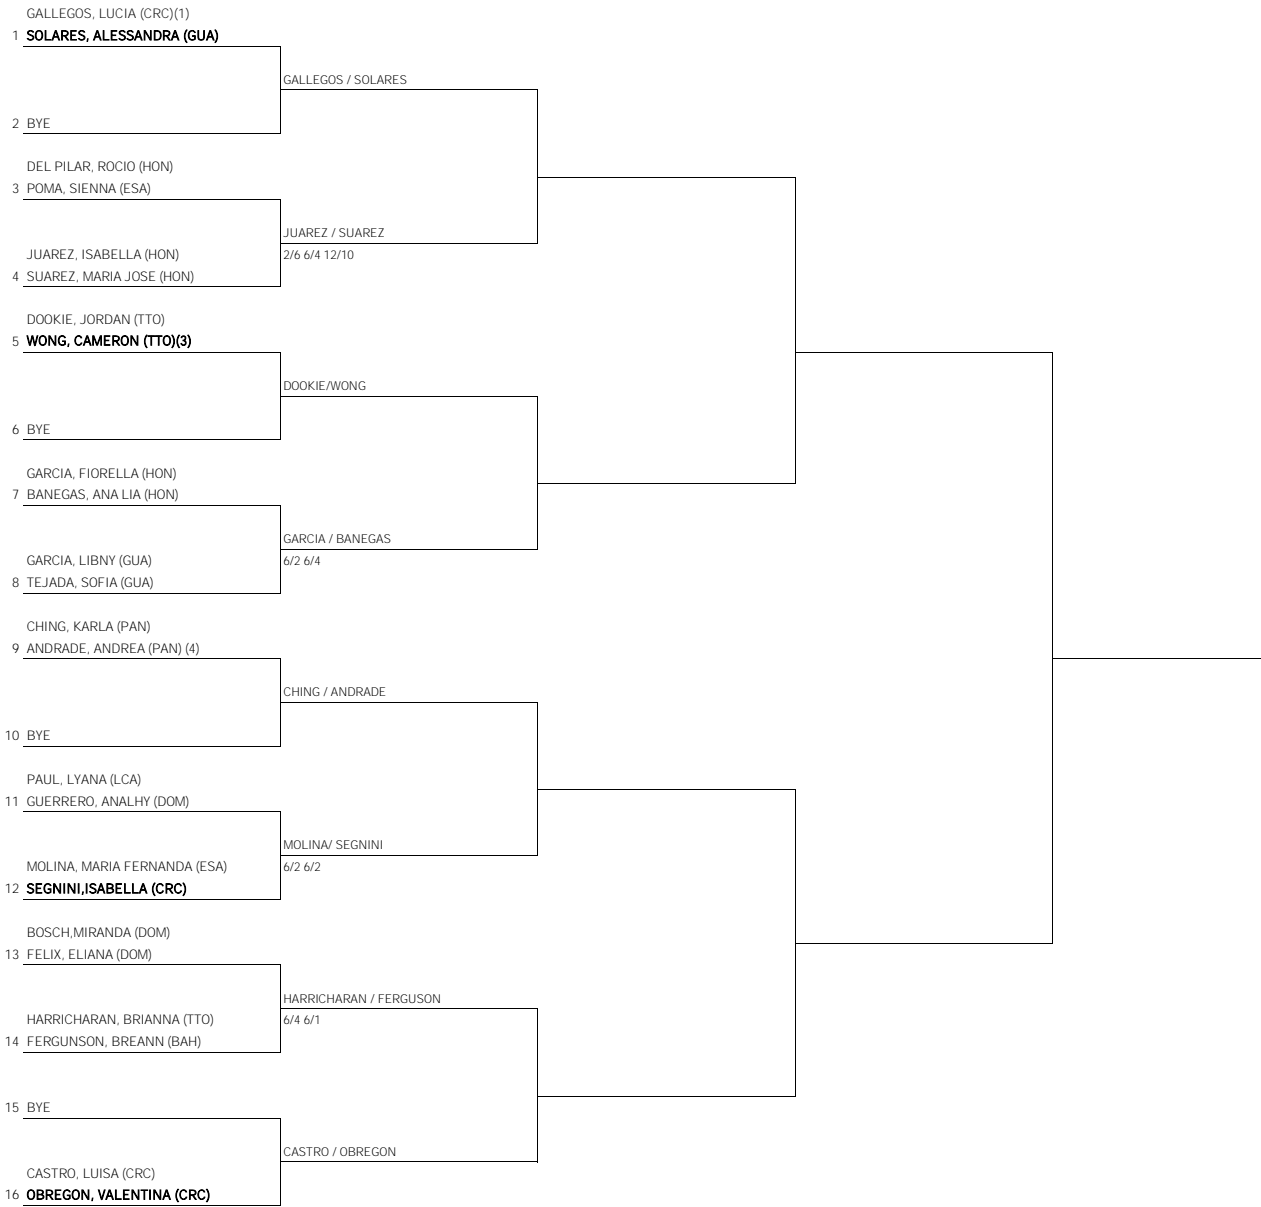 GALLEGOS, LUCIA (CRC)(1)
1 SOLARES, ALESSANDRA (GUA)
GALLEGOS / SOLARES
2 BYE
DEL PILAR, ROCIO (HON)
3 POMA, SIENNA (ESA)
JUAREZ / SUAREZ
2/6 6/4 12/10
JUAREZ, ISABELLA (HON)
4 SUAREZ, MARIA JOSE (HON)
DOOKIE, JORDAN (TTO)
5 WONG, CAMERON (TTO)(3)
DOOKIE/WONG
6 BYE
GARCIA, FIORELLA (HON)
7 BANEGAS, ANA LIA (HON)
GARCIA / BANEGAS
6/2 6/4
GARCIA, LIBNY (GUA)
8 TEJADA, SOFIA (GUA)
CHING, KARLA (PAN)
9 ANDRADE, ANDREA (PAN) (4)
CHING / ANDRADE
10 BYE
PAUL, LYANA (LCA)
11 GUERRERO, ANALHY (DOM)
MOLINA/ SEGNINI
6/2 6/2
MOLINA, MARIA FERNANDA (ESA)
12 SEGNINI,ISABELLA (CRC)
BOSCH,MIRANDA (DOM)
13 FELIX, ELIANA (DOM)
HARRICHARAN / FERGUSON
6/4 6/1
HARRICHARAN, BRIANNA (TTO)
14 FERGUNSON, BREANN (BAH)
15 BYE
CASTRO / OBREGON
CASTRO, LUISA (CRC)
16 OBREGON, VALENTINA (CRC)